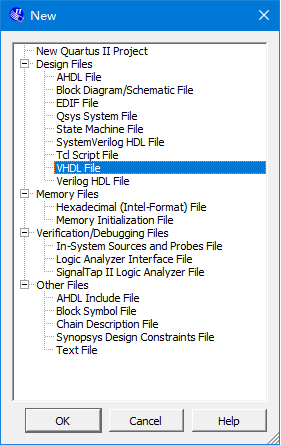 New
New Quartus II Project
Design Files
AHDL File
Block Diagram/Schematic File
EDIF File
Qsys System File
State Machine File
SystemVerilog HDL File
Tcl Script File
VHDL File
Verilog HDL File
Memory Files
Hexadecimal (Intel-Format) File
Memory Initialization File
Verification/Debugging Files
In-System Sources and Probes File
Logic Analyzer Interface File
SignalTap II Logic Analyzer File
Other Files
AHDL Include File
Block Symbol File
Chain Description File
Synopsys Design Constraints File
Text File
OK Cancel Help